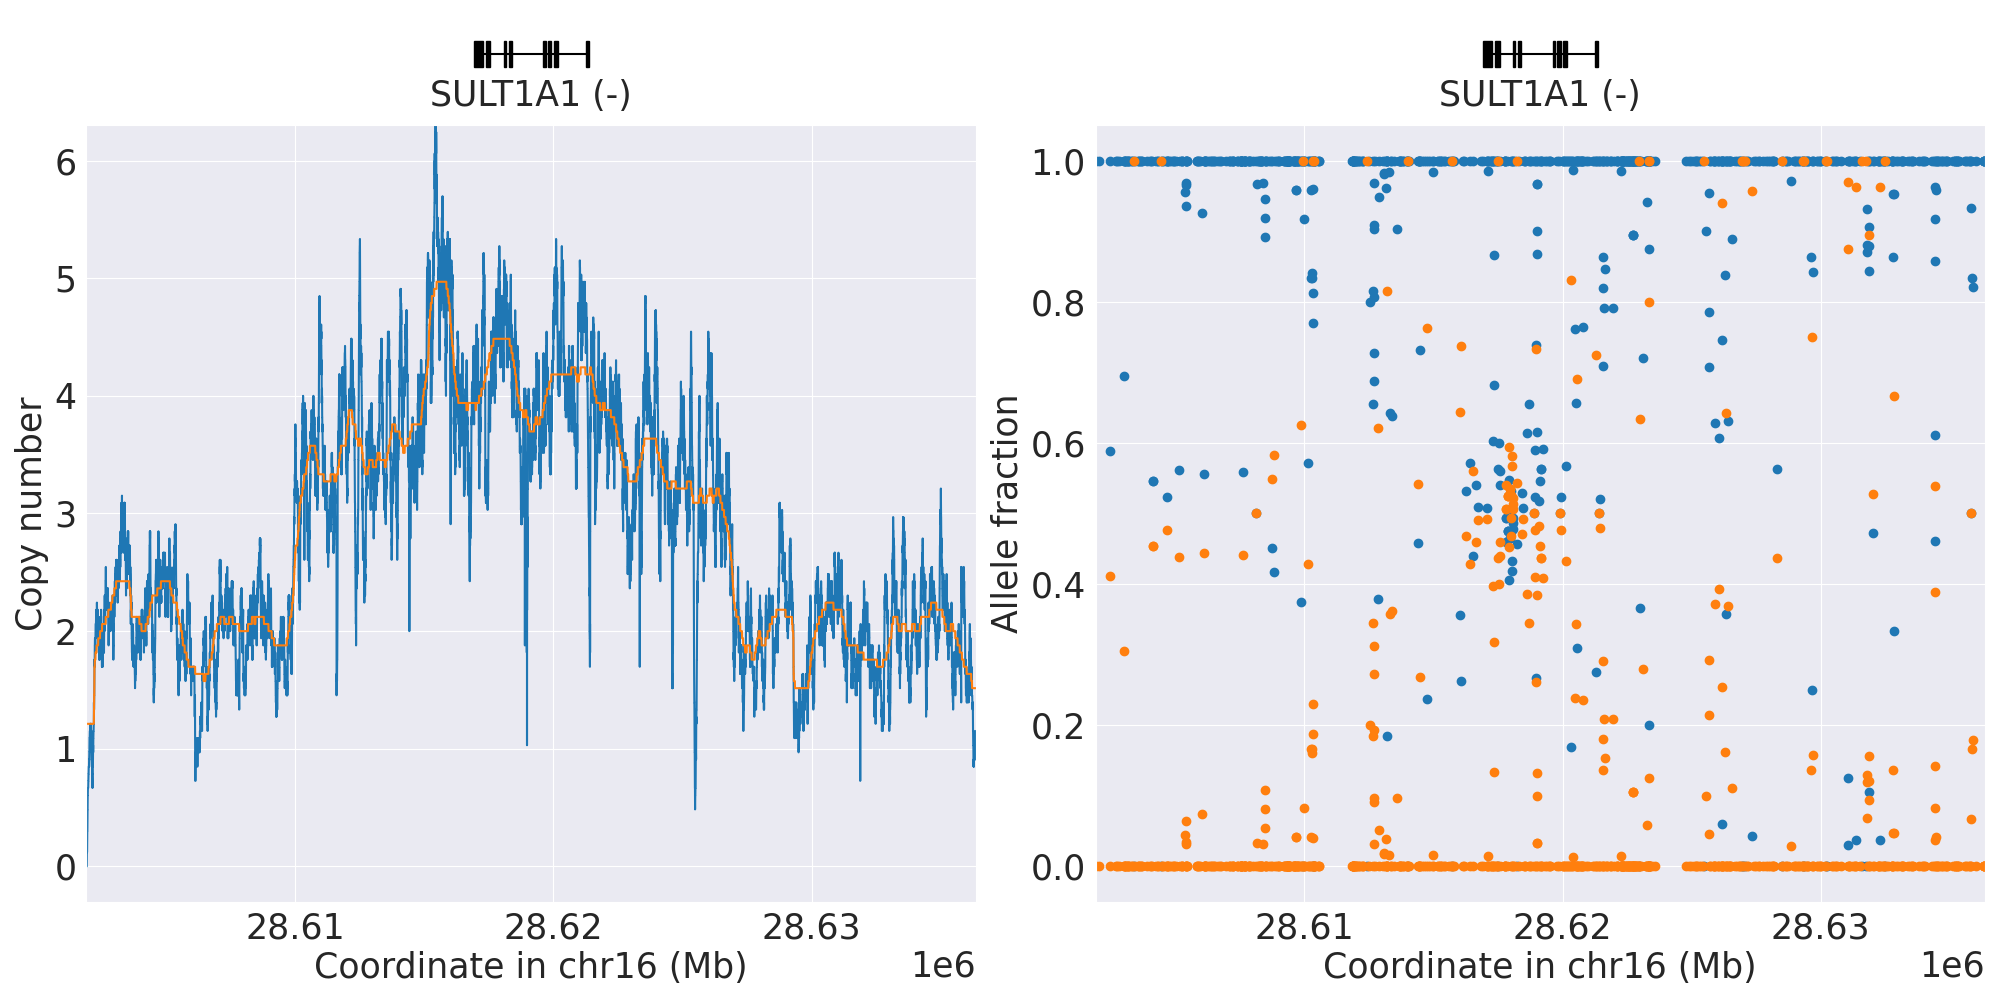 SULT1A1 (-)
6
5
4
3
2
1
0
Copy number
28.61
28.62
28.63
Coordinate in chr16 (Mb)
1e6
SULT1A1 (-)
1.0
0.8
0.6
0.4
0.2
0.0
Allele fraction
28.61
28.62
28.63
Coordinate in chr16 (Mb)
1e6